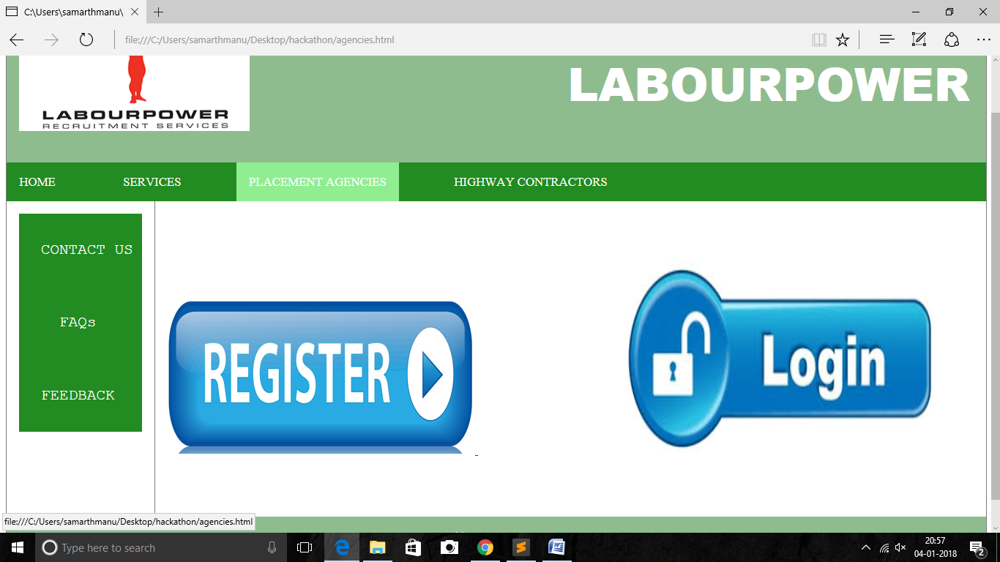 C:\Users\samarthmanu\
file:///C:/Users/samarthmanu/Desktop/hackathon/agencies.html
LABOURPOWER
RECRUITMENT SERVICES
LABOURPOWER
HOME SERVICES PLACEMENT AGENCIES HIGHWAY CONTRACTORS
CONTACT US
FAQs
FEEDBACK
REGISTER
Login
file:///C:/Users/samarthmanu/Desktop/hackathon/agencies.html
Type here to search
20:57
04-01-2018
2